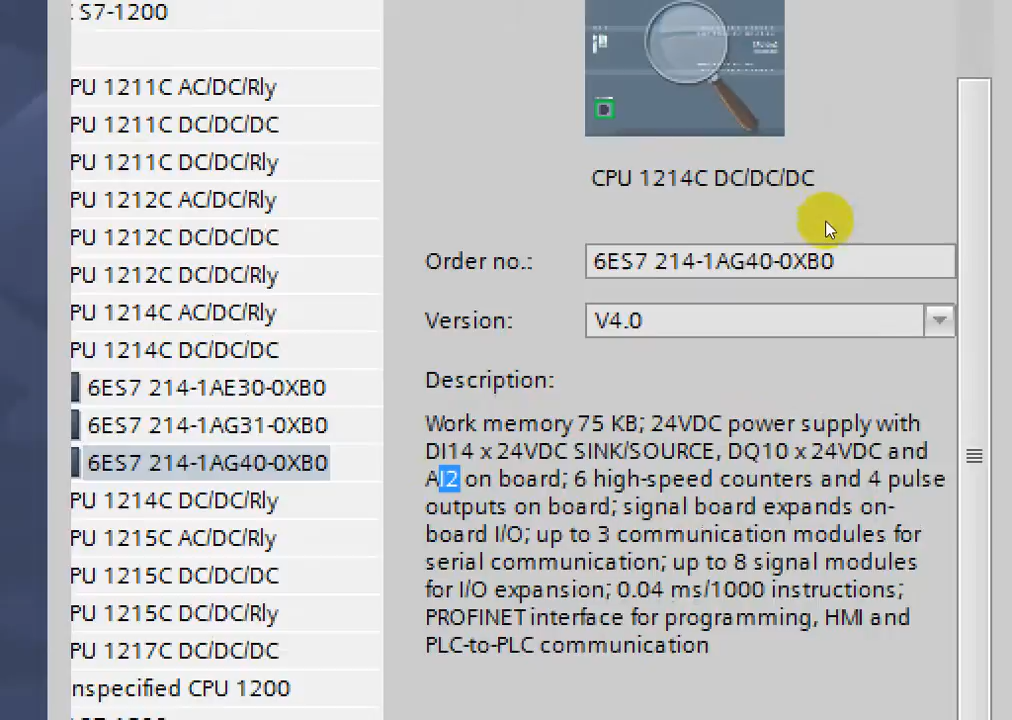 S7-1200
PU 1211C AC/DC/Rly
PU 1211C DC/DC/DC
PU 1211C DC/DC/Rly
PU 1212C AC/DC/Rly
PU 1212C DC/DC/DC
PU 1212C DC/DC/Rly
PU 1214C AC/DC/Rly
PU 1214C DC/DC/DC
6ES7 214-1AE30-0XB0
6ES7 214-1AG31-0XB0
6ES7 214-1AG40-0XB0
PU 1214C DC/DC/Rly
PU 1215C AC/DC/Rly
PU 1215C DC/DC/DC
PU 1215C DC/DC/Rly
PU 1217C DC/DC/DC
nspecified CPU 1200
CPU 1214C DC/DC/DC
Order no.: 6ES7 214-1AG40-0XB0
Version: V4.0
Description:
Work memory 75 KB; 24VDC power supply with
DI14 x 24VDC SINK/SOURCE, DQ10 x 24VDC and
AI2 on board; 6 high-speed counters and 4 pulse
outputs on board; signal board expands on-
board I/O; up to 3 communication modules for
serial communication; up to 8 signal modules
for I/O expansion; 0.04 ms/1000 instructions;
PROFINET interface for programming, HMI and
PLC-to-PLC communication